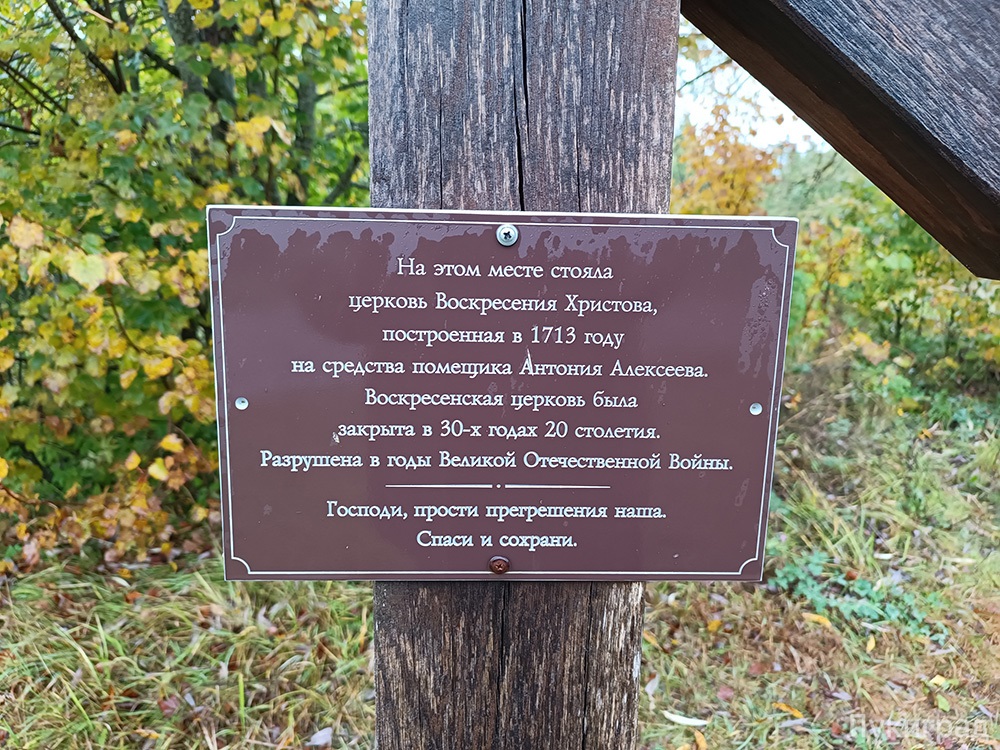 На этом месте стояла
церковь Воскресения Христова,
построенная в 1713 году
на средства помещика Антония Алексеева.
Воскресенская церковь была
закрыта в 30-х годах 20 столетия.
Разрушена в годы Великой Отечественной Войны.
Господи, прости прегрешения наша.
Спаси и сохрани.
Лукиград